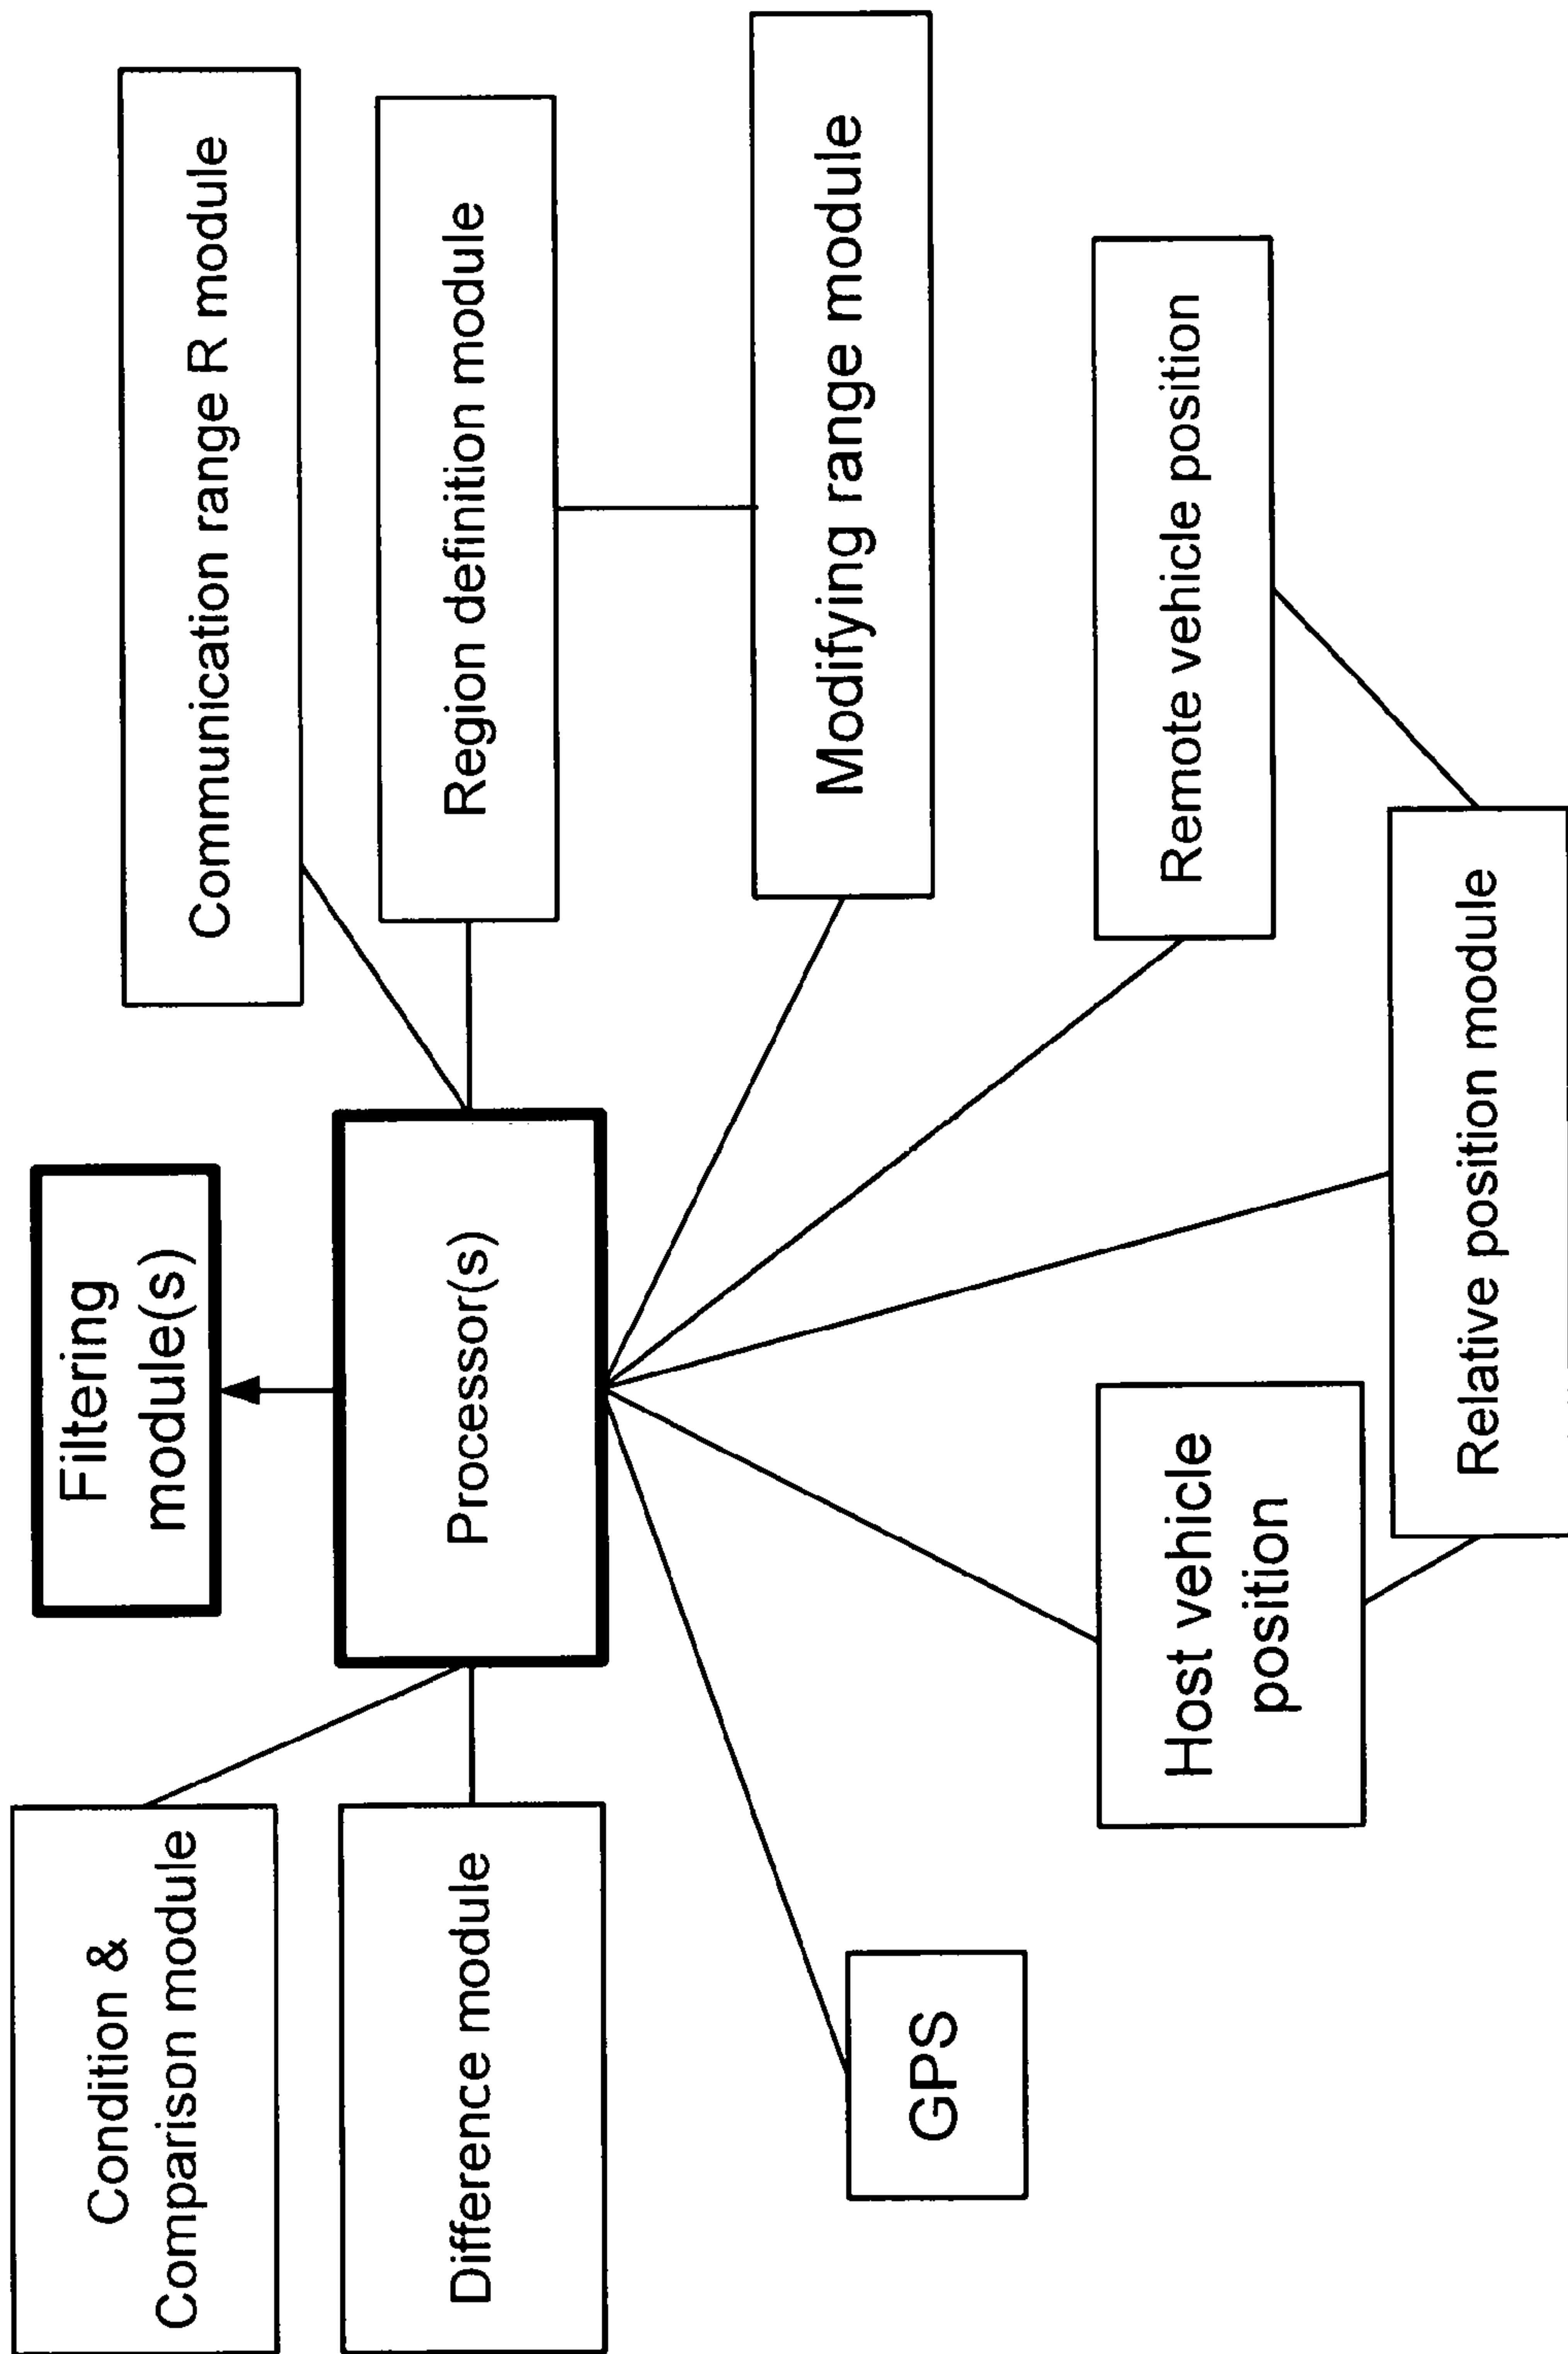 Filtering
module(s)
Condition &
Comparison module
Communication range R module
Difference module
Processor(s)
Region definition module
GPS
Modifying range module
Host vehicle
position
Remote vehicle position
Relative position module